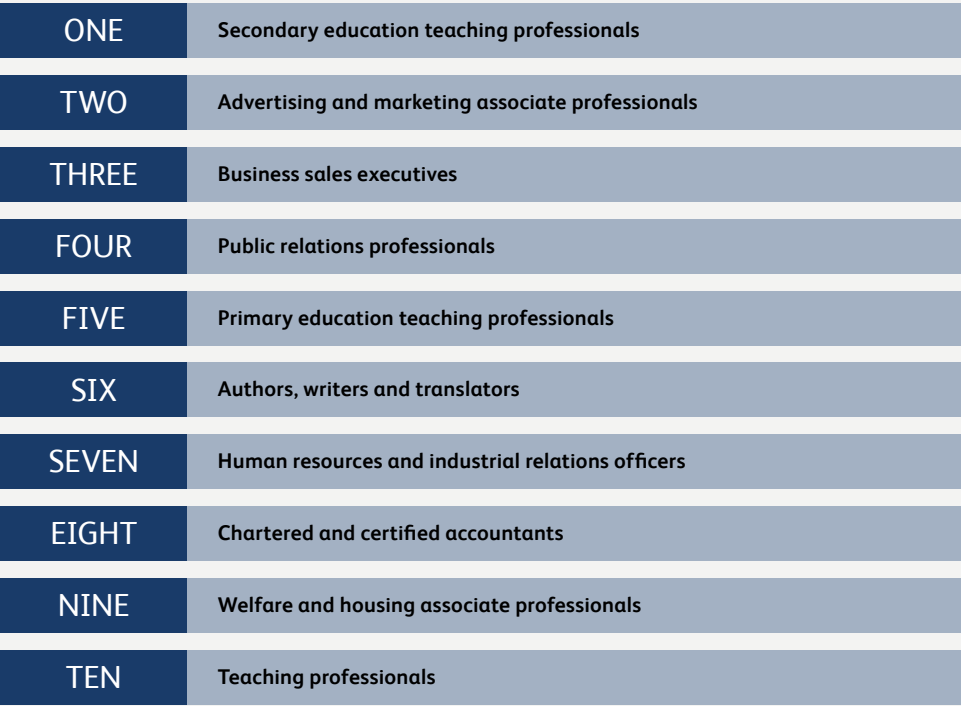 ONE Secondary education teaching professionals
TWO Advertising and marketing associate professionals
THREE Business sales executives
FOUR Public relations professionals
FIVE Primary education teaching professionals
SIX Authors, writers and translators
SEVEN Human resources and industrial relations officers
EIGHT Chartered and certified accountants
NINE Welfare and housing associate professionals
TEN Teaching professionals